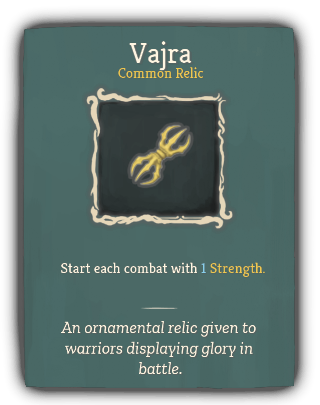 Vajra
Common Relic
Start each combat with 1 Strength.
An ornamental relic given to
warriors displaying glory in
battle.